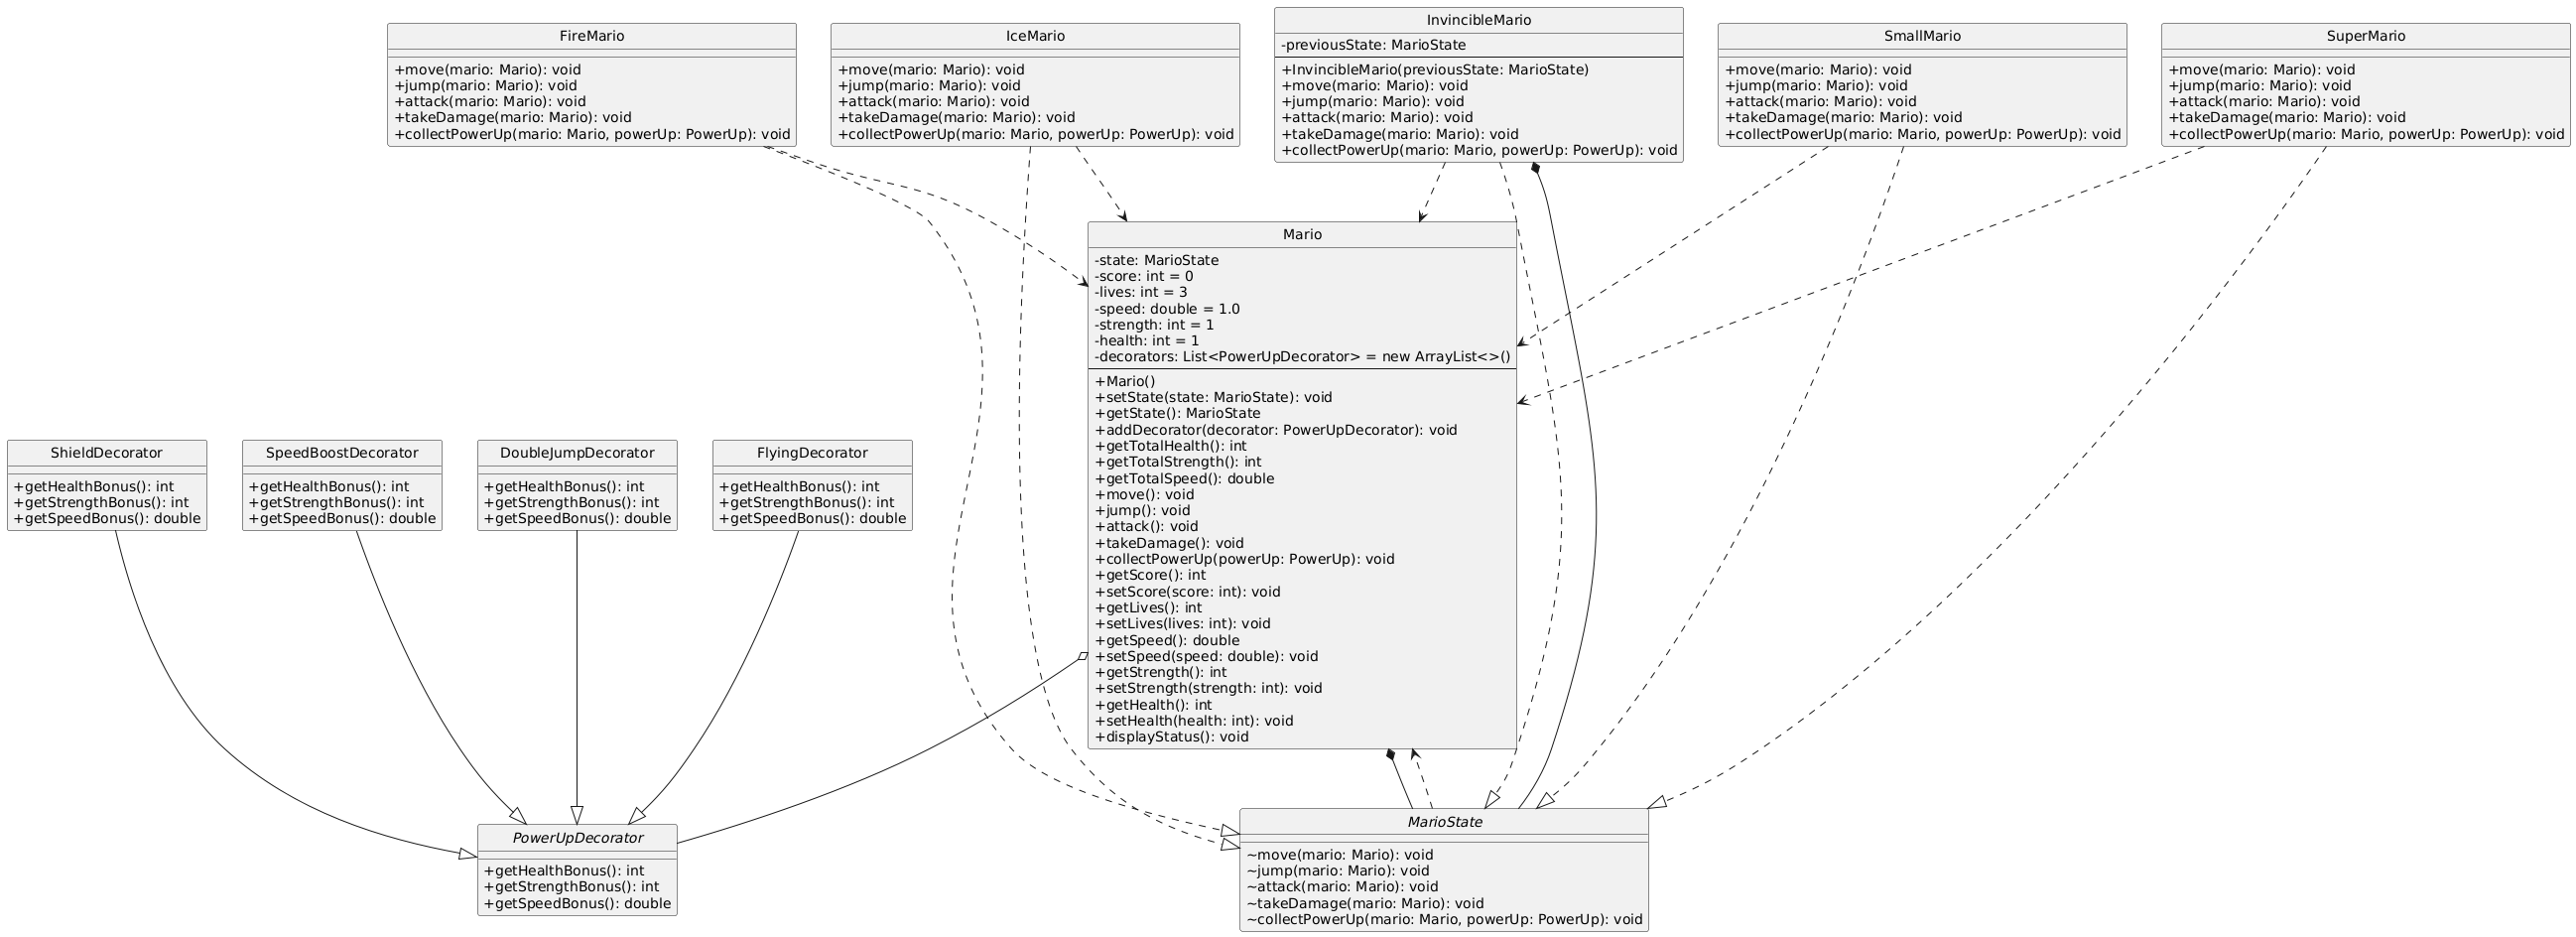 FireMario
+move(mario: Mario): void
+jump(mario: Mario): void
+attack(mario: Mario): void
+takeDamage(mario: Mario): void
+collectPowerUp(mario: Mario, powerUp: PowerUp): void
IceMario
+move(mario: Mario): void
+jump(mario: Mario): void
+attack(mario: Mario): void
+takeDamage(mario: Mario): void
+collectPowerUp(mario: Mario, powerUp: PowerUp): void
InvincibleMario
-previousState: MarioState
+InvincibleMario(previousState: MarioState)
+move(mario: Mario): void
+jump(mario: Mario): void
+attack(mario: Mario): void
+takeDamage(mario: Mario): void
+collectPowerUp(mario: Mario, powerUp: PowerUp): void
SmallMario
+move(mario: Mario): void
+jump(mario: Mario): void
+attack(mario: Mario): void
+takeDamage(mario: Mario): void
+collectPowerUp(mario: Mario, powerUp: PowerUp): void
SuperMario
+move(mario: Mario): void
+jump(mario: Mario): void
+attack(mario: Mario): void
+takeDamage(mario: Mario): void
+collectPowerUp(mario: Mario, powerUp: PowerUp): void
Mario
-state: MarioState
-score: int = 0
-lives: int = 3
-speed: double = 1.0
-strength: int = 1
-health: int = 1
-decorators: List<PowerUpDecorator> = new ArrayList<>()
+Mario()
+setState(state: MarioState): void
+getState(): MarioState
+addDecorator(decorator: PowerUpDecorator): void
+getTotalHealth(): int
+getTotalStrength(): int
+getTotalSpeed(): double
+move(): void
+jump(): void
+attack(): void
+takeDamage(): void
+collectPowerUp(powerUp: PowerUp): void
+getScore(): int
+setScore(score: int): void
+getLives(): int
+setLives(lives: int): void
+getSpeed(): double
+setSpeed(speed: double): void
+getStrength(): int
+setStrength(strength: int): void
+getHealth(): int
+setHealth(health: int): void
+displayStatus(): void
ShieldDecorator
+getHealthBonus(): int
+getStrengthBonus(): int
+getSpeedBonus(): double
SpeedBoostDecorator
+getHealthBonus(): int
+getStrengthBonus(): int
+getSpeedBonus(): double
DoubleJumpDecorator
+getHealthBonus(): int
+getStrengthBonus(): int
+getSpeedBonus(): double
FlyingDecorator
+getHealthBonus(): int
+getStrengthBonus(): int
+getSpeedBonus(): double
PowerUpDecorator
+getHealthBonus(): int
+getStrengthBonus(): int
+getSpeedBonus(): double
MarioState
~move(mario: Mario): void
~jump(mario: Mario): void
~attack(mario: Mario): void
~takeDamage(mario: Mario): void
~collectPowerUp(mario: Mario, powerUp: PowerUp): void